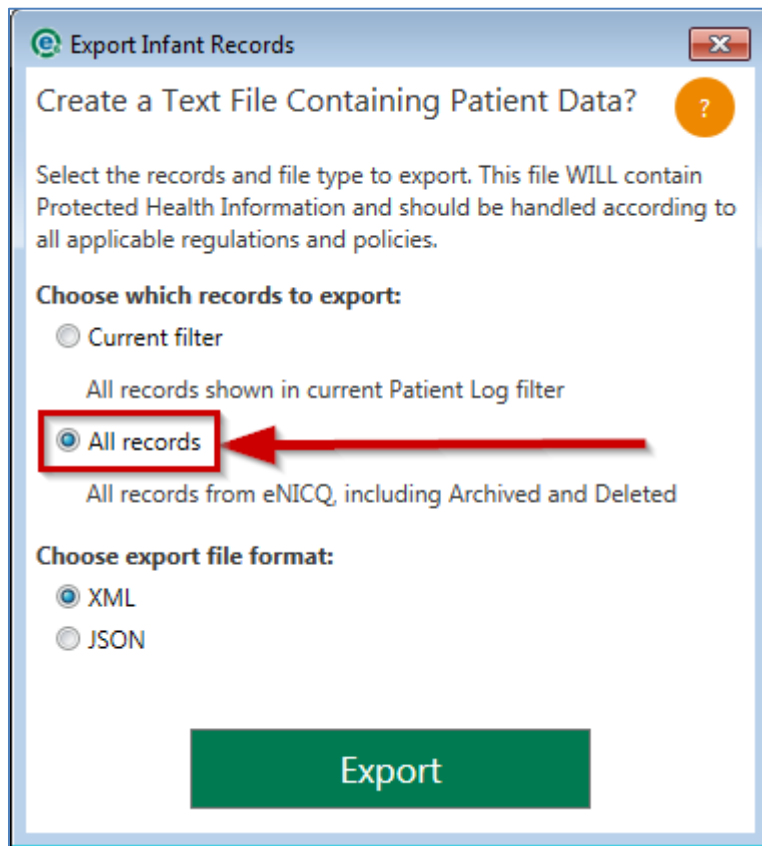 Export Infant Records
Create a Text File Containing Patient Data?
?
Select the records and file type to export. This file WILL contain
Protected Health Information and should be handled according to
all applicable regulations and policies.
Choose which records to export:
Current filter
All records shown in current Patient Log filter
All records
All records from eNICQ, including Archived and Deleted
Choose export file format:
XML
JSON
Export